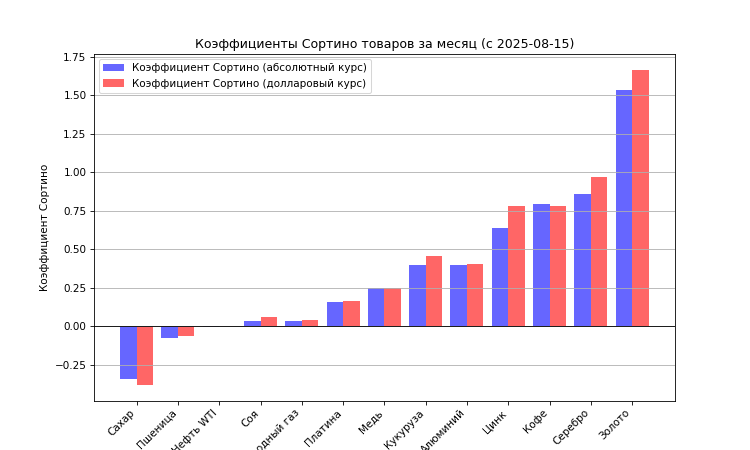 Коэффициенты Сортино товаров за месяц (с 2025-08-15)
Коэффициент Сортино (абсолютный курс)
Коэффициент Сортино (долларовый курс)
Коэффициент Сортино
1.75
1.50
1.25
1.00
0.75
0.50
0.25
0.00
−0.25
Сахар
Пшеница
Нефть WTI
Соя
одный газ
Платина
Медь
Кукуруза
Алюминий
Цинк
Кофе
Серебро
Золото